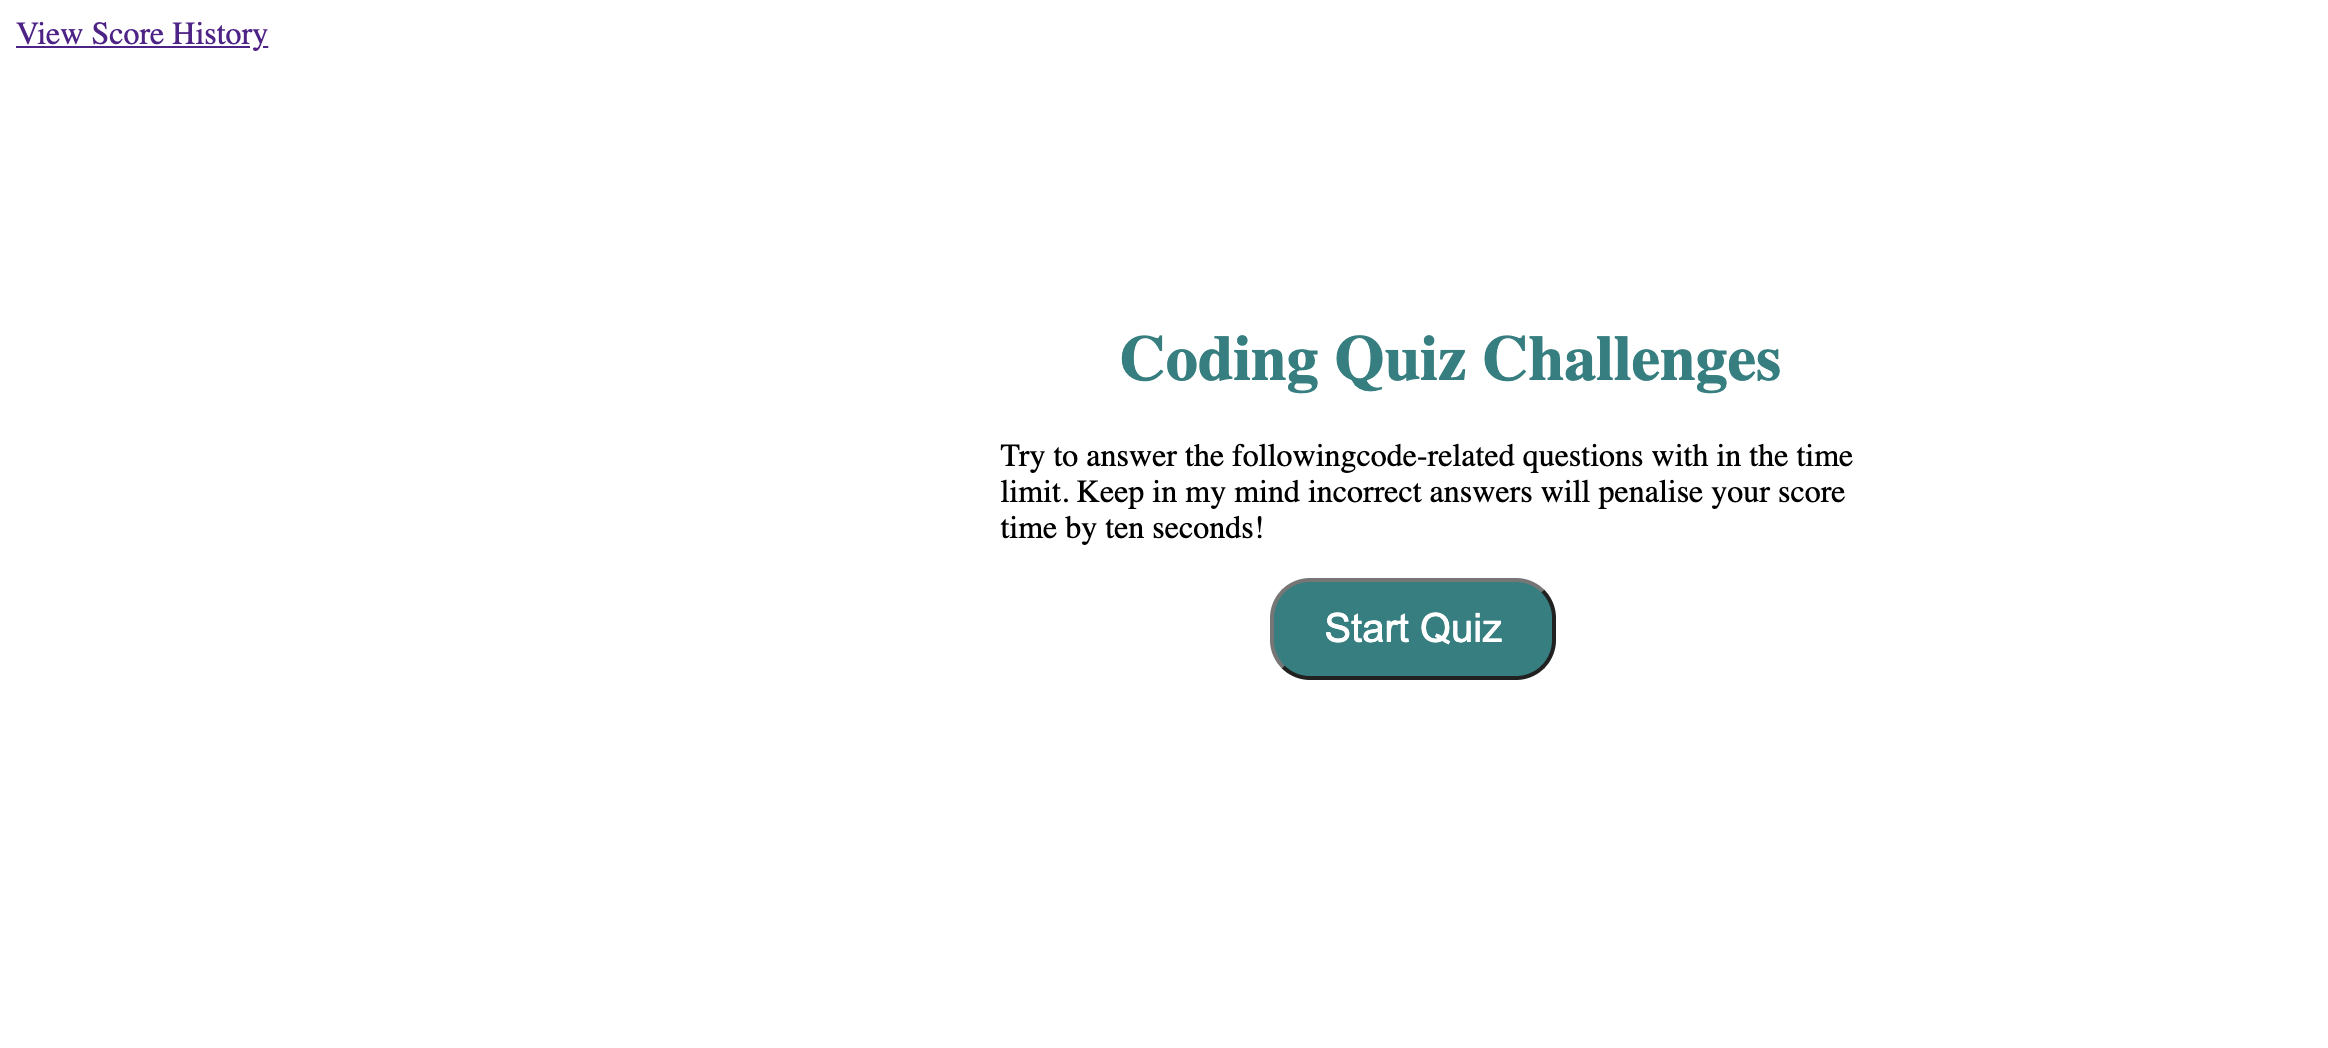 View Score History
Coding Quiz Challenges
Try to answer the followingcode-related questions with in the time
limit. Keep in my mind incorrect answers will penalise your score
time by ten seconds!
Start Quiz